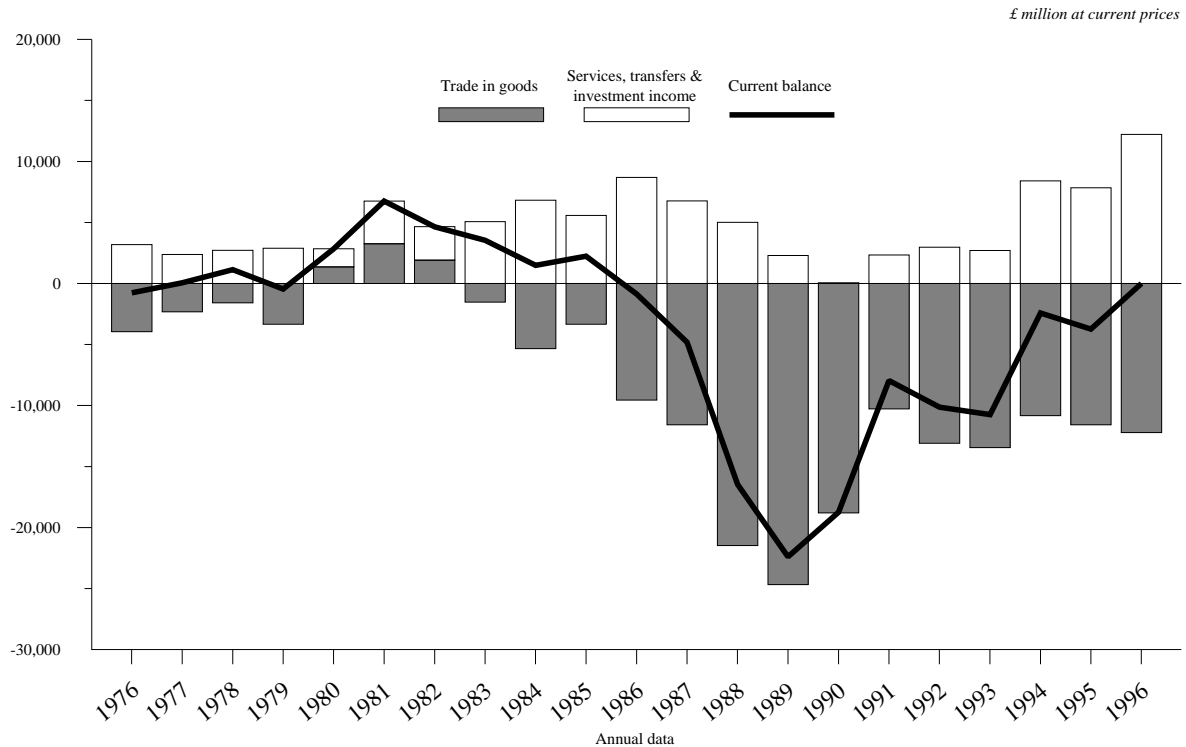 £ million at current prices
Trade in goods
Services, transfers &
investment income
Current balance
20,000
10,000
0
-10,000
-20,000
-30,000
1976 1977 1978 1979 1980 1981 1982 1983 1984 1985 1986 1987 1988 1989 1990 1991 1992 1993 1994 1995 1996
Annual data